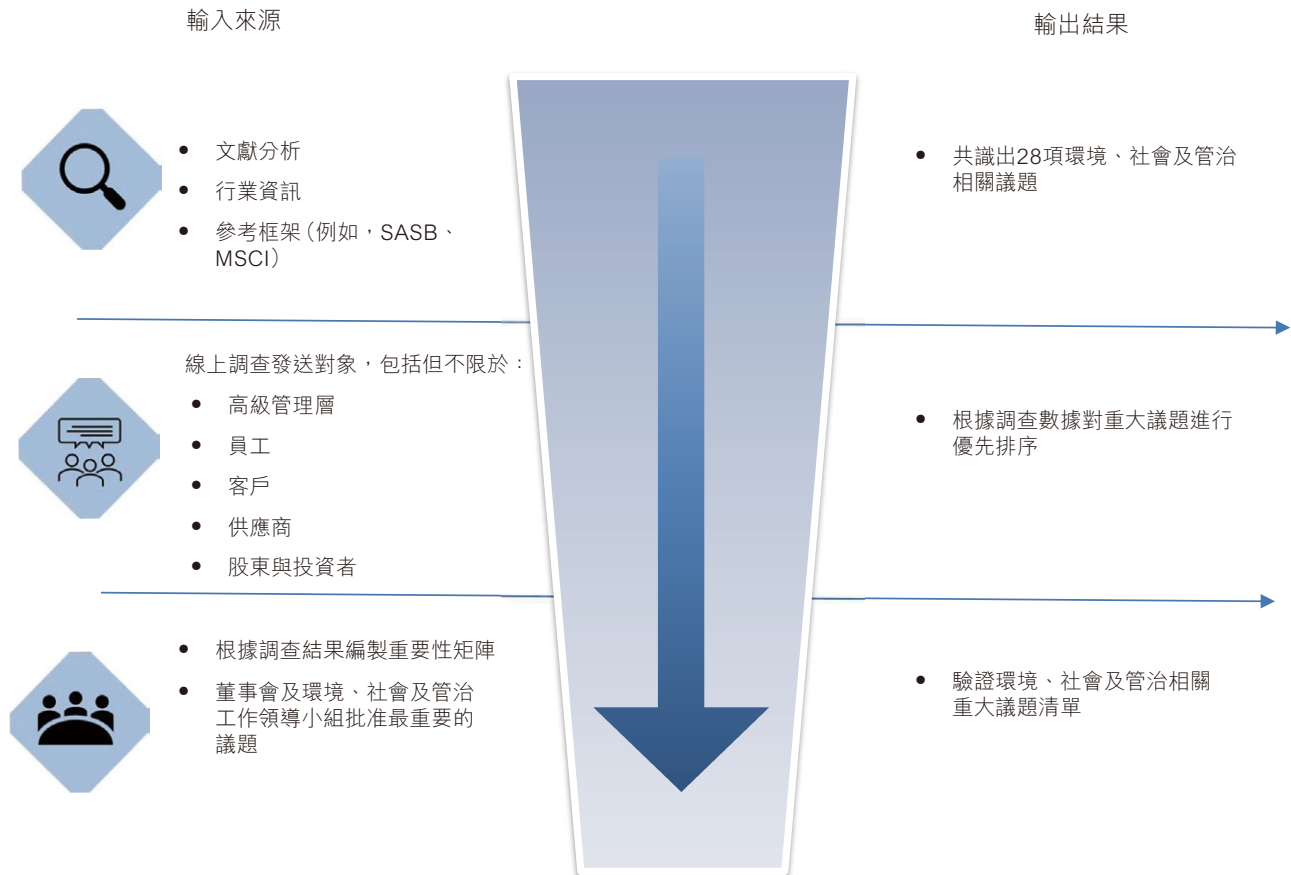 輸入來源
輸出結果
• 文獻分析
• 行業資訊
• 參考框架(例如，SASB、
MSCI)
• 共識出28項環境、社會及管治
相關議題
線上調查發送對象，包括但不限於：
• 高級管理層
• 員工
• 客戶
• 供應商
• 股東與投資者
• 根據調查數據對重大議題進行
優先排序
• 根據調查結果編製重要性矩陣
• 董事會及環境、社會及管治
工作領導小組批准最重要的
議題
• 驗證環境、社會及管治相關
重大議題清單